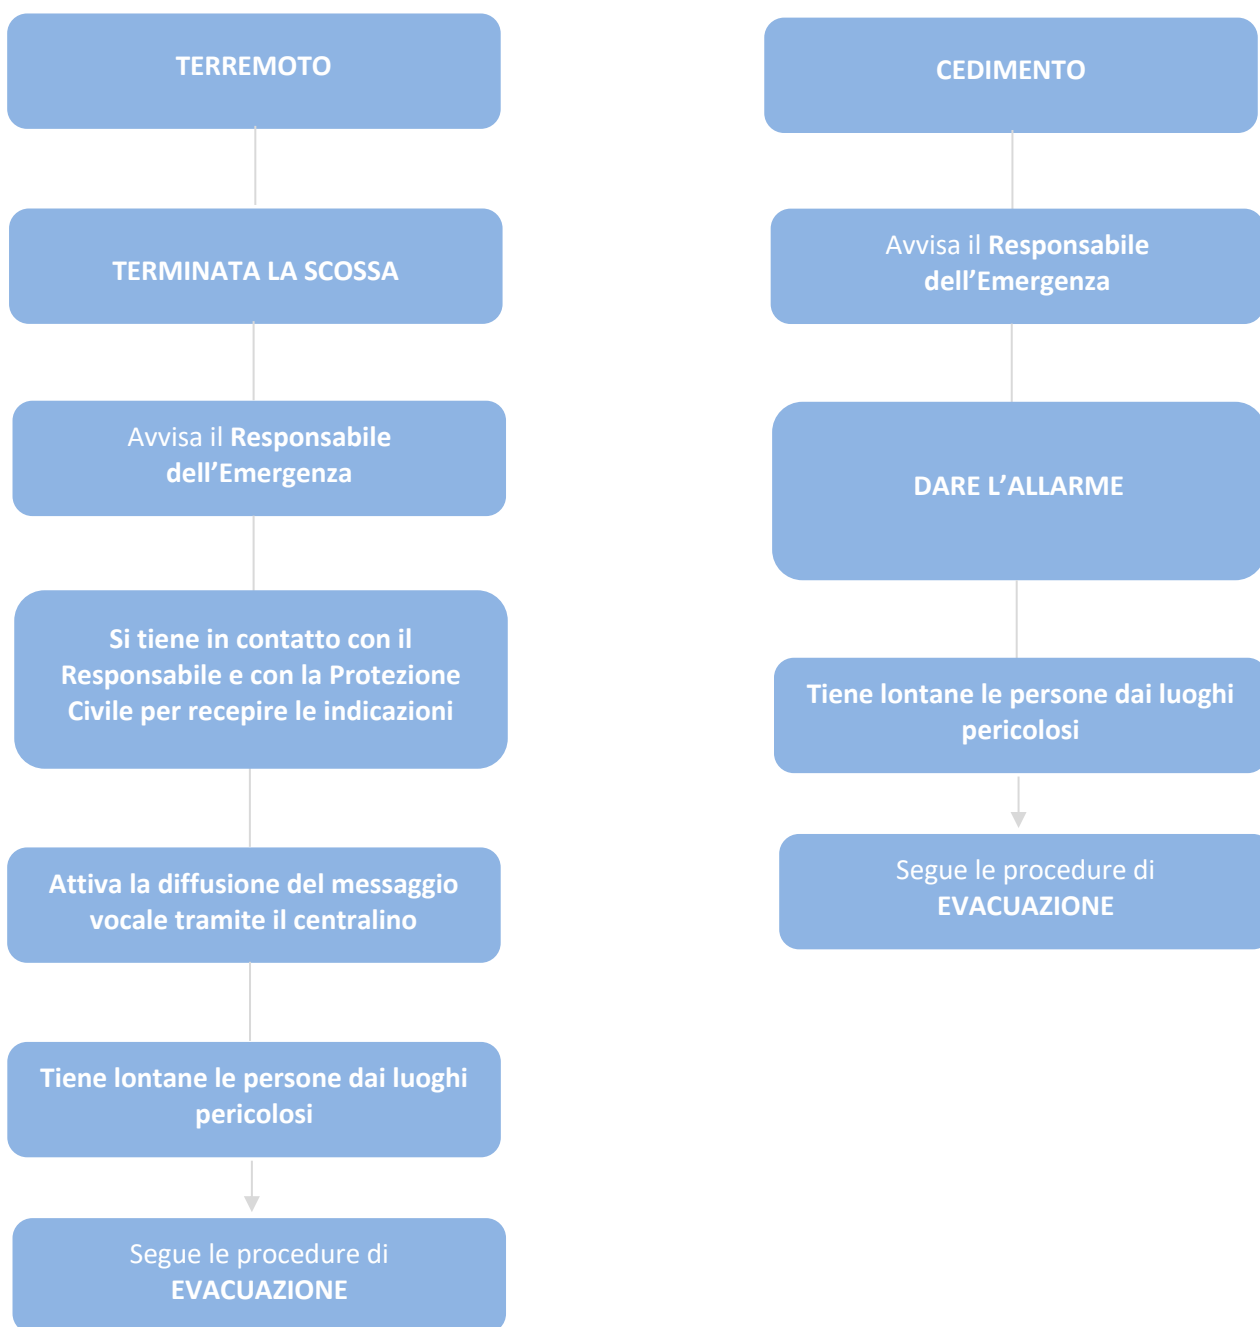 TERREMOTO
TERMINATA LA SCOSSA
Avvisa il Responsabile
dell’Emergenza
Si tiene in contatto con il
Responsabile e con la Protezione
Civile per recepire le indicazioni
Attiva la diffusione del messaggio
vocale tramite il centralino
Tiene lontane le persone dai luoghi
pericolosi
Segue le procedure di
EVACUAZIONE
CEDIMENTO
Avvisa il Responsabile
dell’Emergenza
DARE L’ALLARME
Tiene lontane le persone dai luoghi
pericolosi
Segue le procedure di
EVACUAZIONE